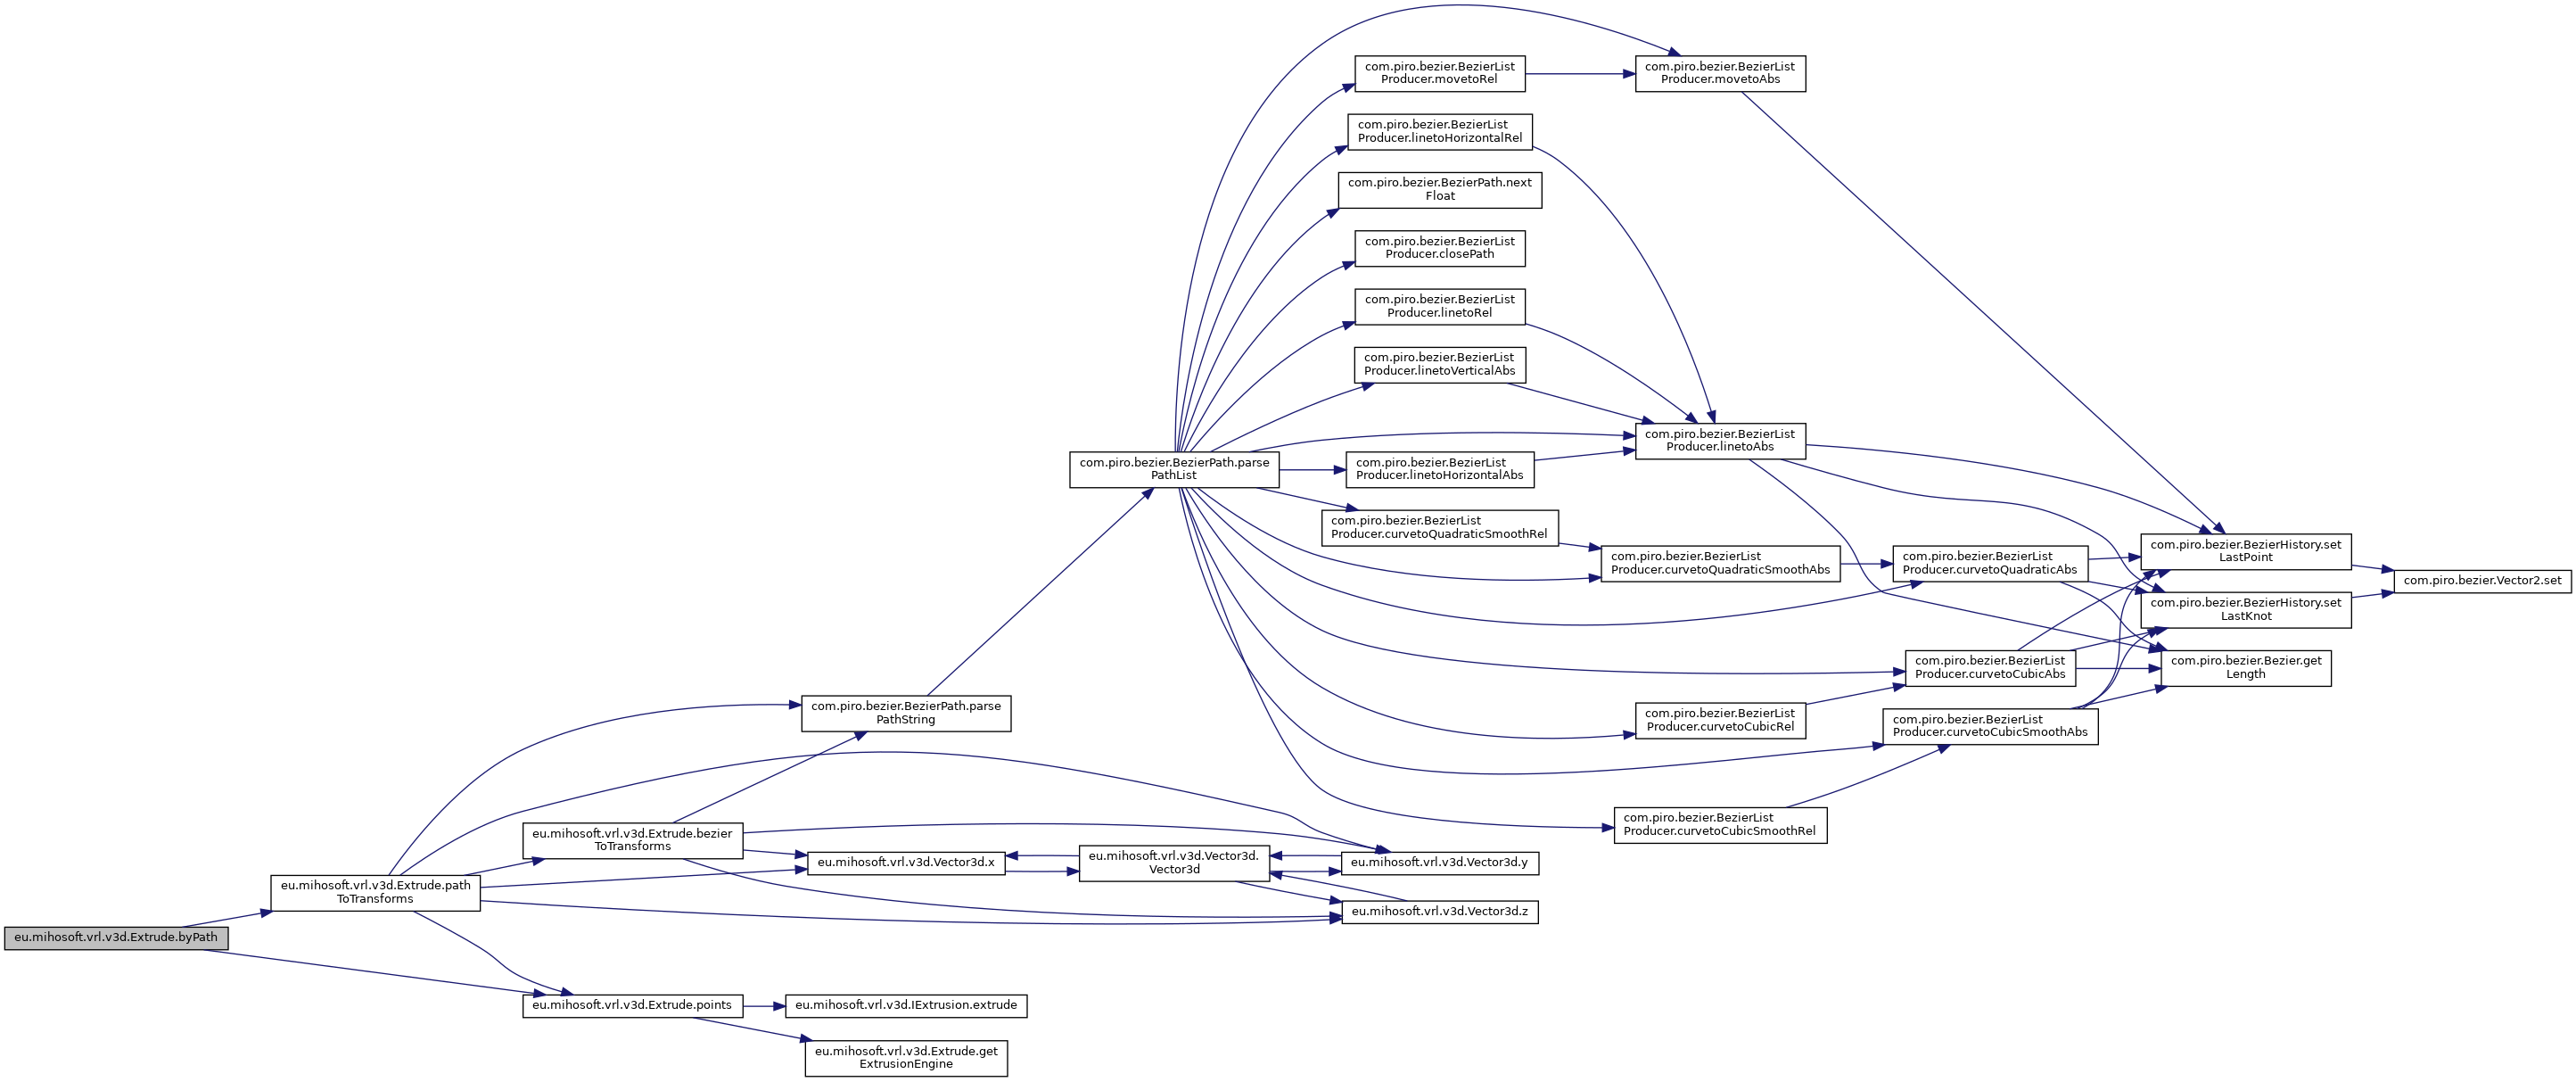 eu.mihosoft.vrl.v3d.Extrude.byPath
eu.mihosoft.vrl.v3d.Extrude.path
ToTransforms
eu.mihosoft.vrl.v3d.Extrude.bezier
ToTransforms
eu.mihosoft.vrl.v3d.Extrude.points
com.piro.bezier.BezierPath.parse
PathString
eu.mihosoft.vrl.v3d.Vector3d.x
eu.mihosoft.vrl.v3d.IExtrusion.extrude
eu.mihosoft.vrl.v3d.Extrude.get
ExtrusionEngine
com.piro.bezier.BezierPath.parse
PathList
eu.mihosoft.vrl.v3d.Vector3d.
Vector3d
com.piro.bezier.BezierList
Producer.movetoRel
com.piro.bezier.BezierList
Producer.linetoHorizontalRel
com.piro.bezier.BezierPath.next
Float
com.piro.bezier.BezierList
Producer.closePath
com.piro.bezier.BezierList
Producer.linetoRel
com.piro.bezier.BezierList
Producer.linetoVerticalAbs
com.piro.bezier.BezierList
Producer.linetoHorizontalAbs
com.piro.bezier.BezierList
Producer.curvetoQuadraticSmoothRel
eu.mihosoft.vrl.v3d.Vector3d.y
eu.mihosoft.vrl.v3d.Vector3d.z
com.piro.bezier.BezierList
Producer.movetoAbs
com.piro.bezier.BezierList
Producer.linetoAbs
com.piro.bezier.BezierList
Producer.curvetoQuadraticSmoothAbs
com.piro.bezier.BezierList
Producer.curvetoCubicRel
com.piro.bezier.BezierList
Producer.curvetoCubicSmoothRel
com.piro.bezier.BezierList
Producer.curvetoQuadraticAbs
com.piro.bezier.BezierList
Producer.curvetoCubicAbs
com.piro.bezier.BezierList
Producer.curvetoCubicSmoothAbs
com.piro.bezier.BezierHistory.set
LastPoint
com.piro.bezier.BezierHistory.set
LastKnot
com.piro.bezier.Bezier.get
Length
com.piro.bezier.Vector2.set